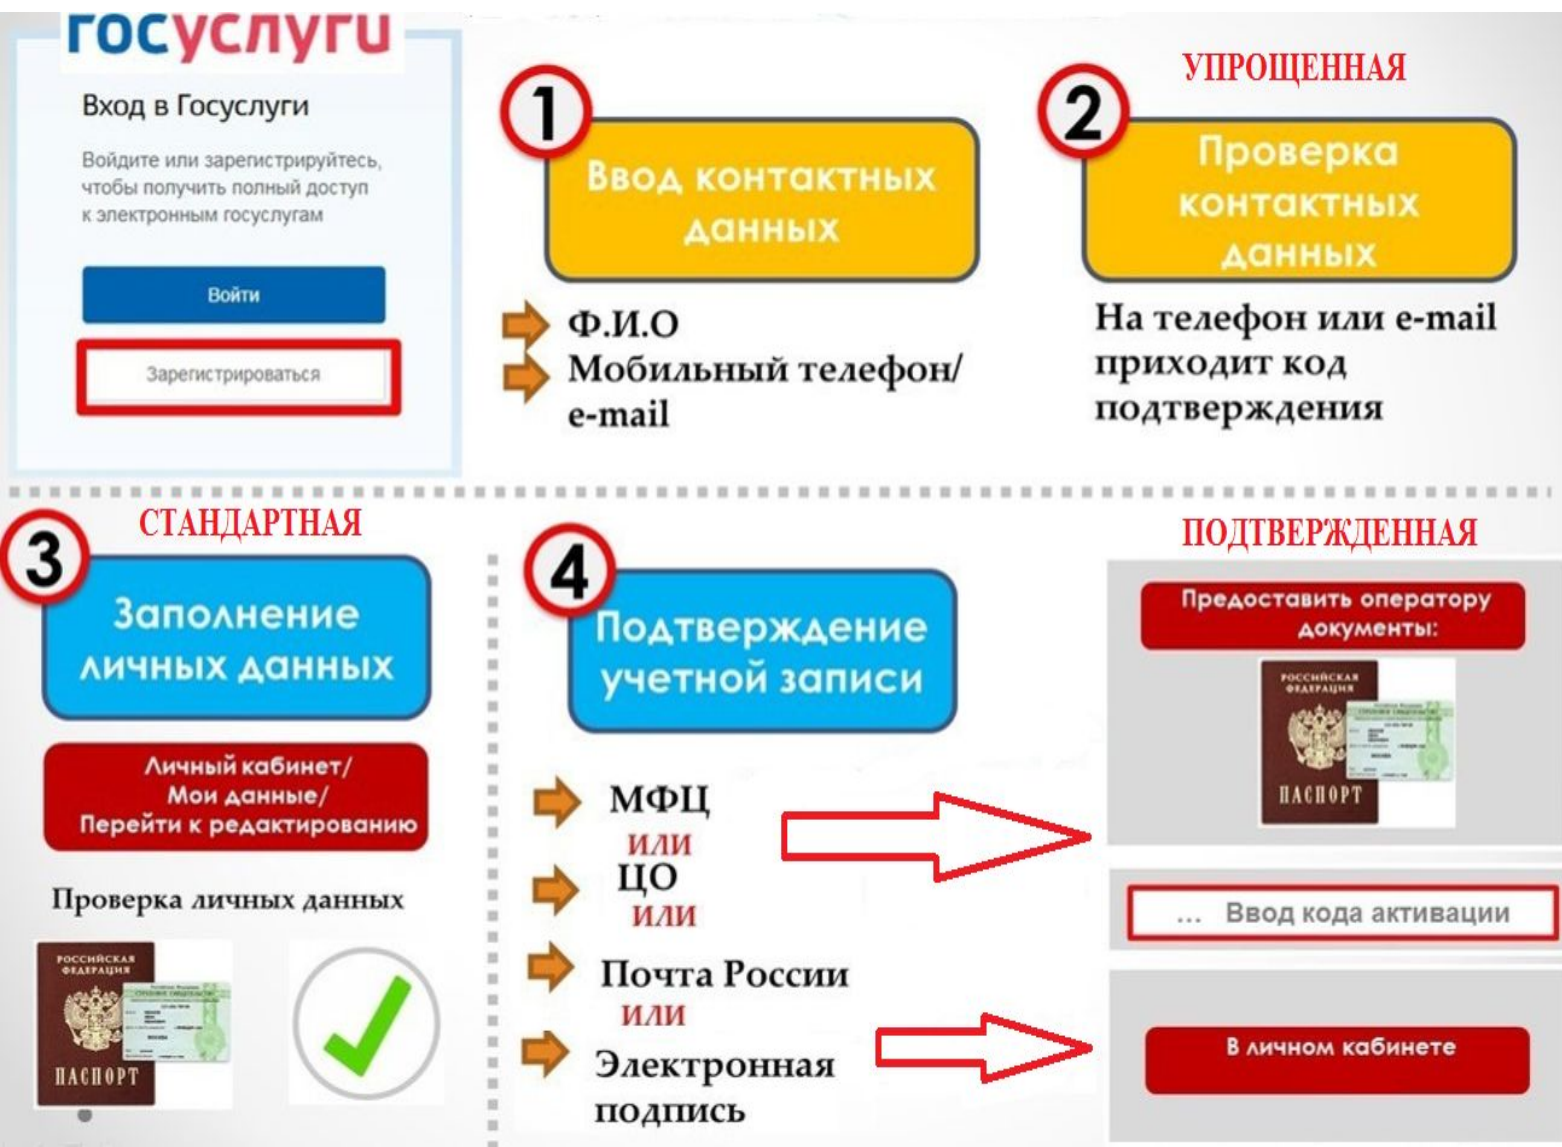 госуслуги
Вход в Госуслуги
Войдите или зарегистрируйтесь,
чтобы получить полный доступ
к электронным госуслугам
Войти
Зарегистрироваться
1
Ввод контактных
данных
Ф.И.О
Мобильный телефон/
e-mail
УПРОЩЕННАЯ
2
Проверка
контактных
данных
На телефон или e-mail
приходит код
подтверждения
СТАНДАРТНАЯ
3
Заполнение
личных данных
Личный кабинет/
Мои данные/
Перейти к редактированию
Проверка личных данных
РОССИЙСКАЯ
ФЕДЕРАЦИЯ
ПАСПОРТ
4
Подтверждение
учетной записи
МФЦ
ИЛИ
ЦО
ИЛИ
Почта России
ИЛИ
Электронная
подпись
ПОДТВЕРЖДЕННАЯ
Предоставить оператору
документы:
РОССИЙСКАЯ
ФЕДЕРАЦИЯ
ПАСПОРТ
... Ввод кода активации
В личном кабинете